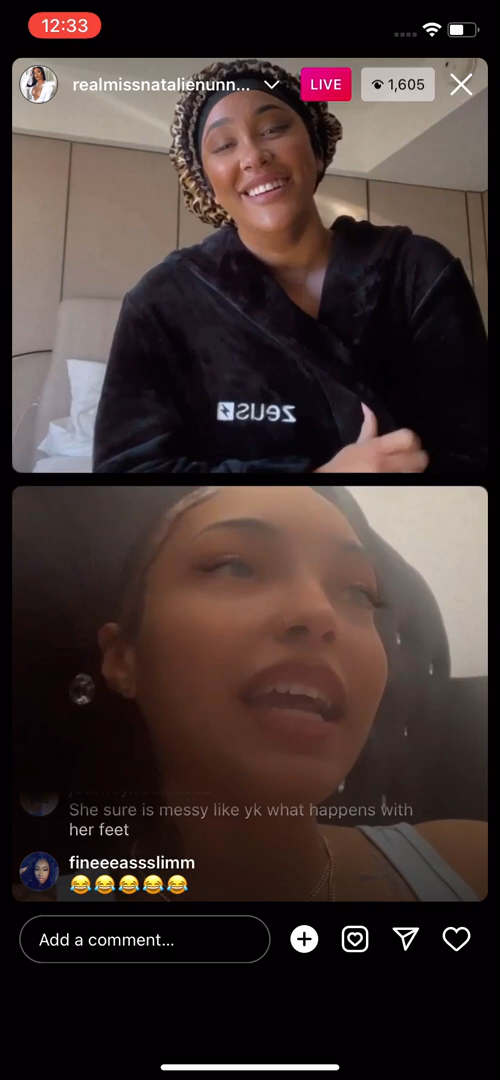 12:33
realmissnatalienunn...
LIVE
1,605
zeus
She sure is messy like yk what happens with
her feet
fineeeassslimm
😂😂😂😂😂
Add a comment...